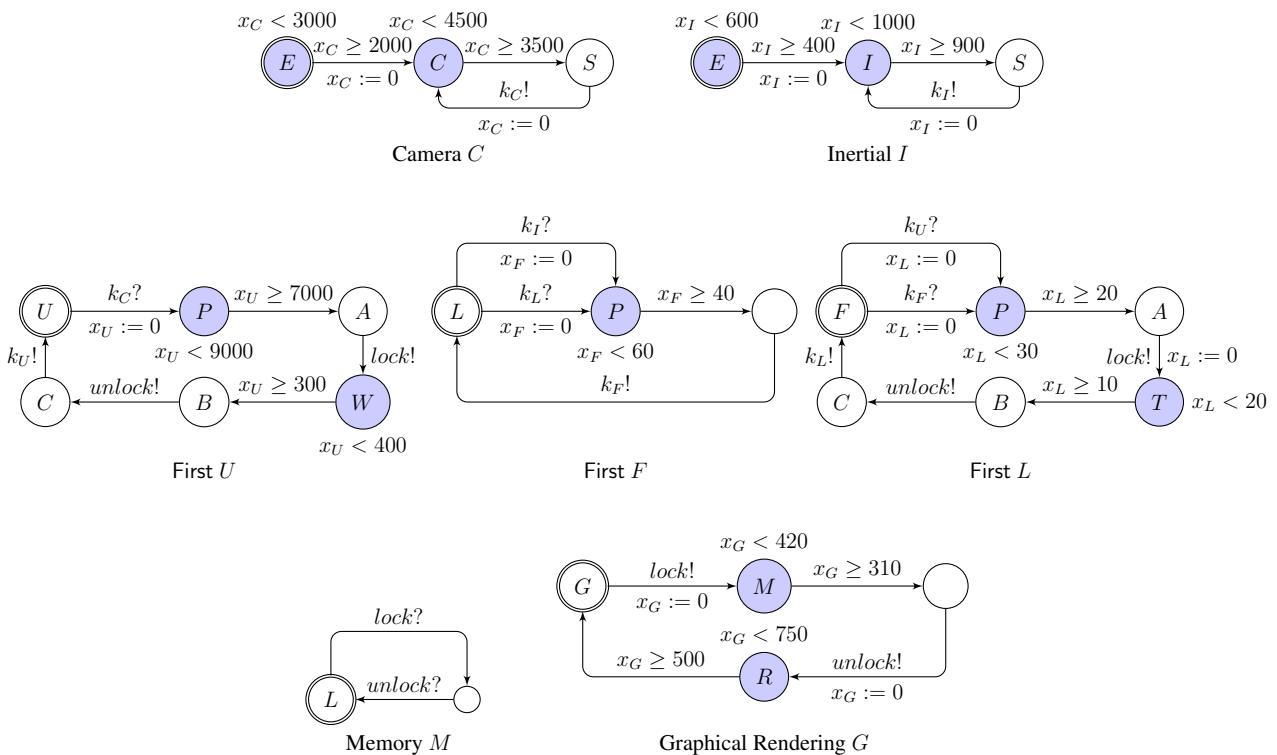 x_C < 3000 x_C < 4500 x_I < 600 x_I < 1000
E x_C ≥ 2000 C x_C ≥ 3500 S E x_I ≥ 400 I x_I ≥ 900 S
x_C := 0 k_C! x_I := 0 k_I!
x_C := 0 x_I := 0
Camera C Inertial I
k_I? k_U?
x_F := 0 x_L := 0
U k_C? P x_U ≥ 7000 A L k_L? P x_F ≥ 40 F k_F? P x_L ≥ 20 A
x_U := 0 x_F := 0 x_L := 0
k_U! x_U < 9000 lock! x_F < 60 k_L! x_L < 30 lock! x_L := 0
C unlock! B x_U ≥ 300 W k_F! C unlock! B x_L ≥ 10 T x_L < 20
x_U < 400
First U First F First L
x_G < 420
G lock! M x_G ≥ 310
x_G := 0
lock? x_G < 750
x_G ≥ 500 R unlock!
L unlock? x_G := 0
Memory M Graphical Rendering G